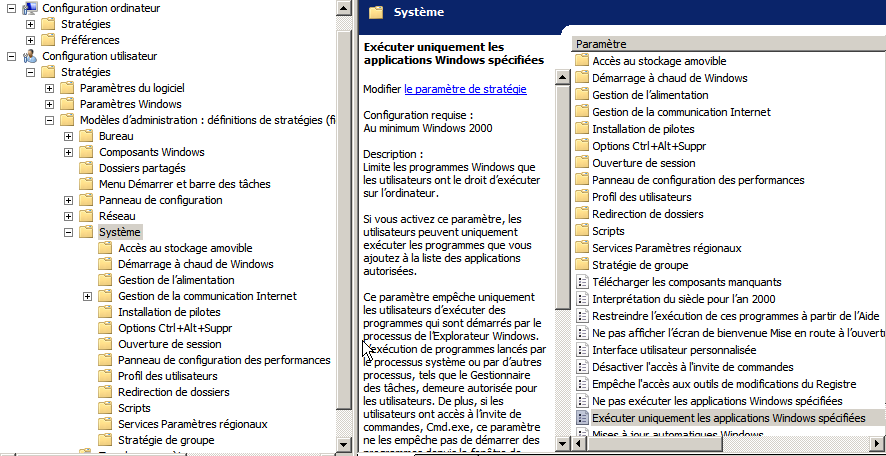 Configuration ordinateur
Stratégies
Préférences
Configuration utilisateur
Stratégies
Paramètres du logiciel
Paramètres Windows
Modèles d'administration : définitions de stratégies (fi
Bureau
Composants Windows
Dossiers partagés
Menu Démarrer et barre des tâches
Panneau de configuration
Réseau
Système
Accès au stockage amovible
Démarrage à chaud de Windows
Gestion de l'alimentation
Gestion de la communication Internet
Installation de pilotes
Options Ctrl+Alt+Suppr
Ouverture de session
Panneau de configuration des performances
Profil des utilisateurs
Redirection de dossiers
Scripts
Services Paramètres régionaux
Stratégie de groupe
Système
Exécuter uniquement les
applications Windows spécifiées
Modifier le paramètre de stratégie
Configuration requise :
Au minimum Windows 2000
Description :
Limite les programmes Windows que
les utilisateurs ont le droit d'exécuter
sur l'ordinateur.
Si vous activez ce paramètre, les
utilisateurs peuvent uniquement
exécuter les programmes que vous
ajoutez à la liste des applications
autorisées.
Ce paramètre empêche uniquement
les utilisateurs d'exécuter des
programmes qui sont démarrés par le
processus de l'Explorateur Windows.
L'exécution de programmes lancés par
le processus système ou par d'autres
processus, tels que le Gestionnaire
des tâches, demeure autorisée pour
les utilisateurs. De plus, si les
utilisateurs ont accès à l'invite de
commandes, Cmd.exe, ce paramètre
ne les empêche pas de démarrer des
programmes depuis la fenêtre de
Paramètre
Accès au stockage amovible
Démarrage à chaud de Windows
Gestion de l'alimentation
Gestion de la communication Internet
Installation de pilotes
Options Ctrl+Alt+Suppr
Ouverture de session
Panneau de configuration des performances
Profil des utilisateurs
Redirection de dossiers
Scripts
Services Paramètres régionaux
Stratégie de groupe
Télécharger les composants manquants
Interprétation du siècle pour l'an 2000
Restreindre l'exécution de ces programmes à partir de l'Aide
Ne pas afficher l'écran de bienvenue Mise en route à l'ouvert
Interface utilisateur personnalisée
Désactiver l'accès à l'invite de commandes
Empêche l'accès aux outils de modifications du Registre
Ne pas exécuter les applications Windows spécifiées
Exécuter uniquement les applications Windows spécifiées
Mises à jour automatiques Windows